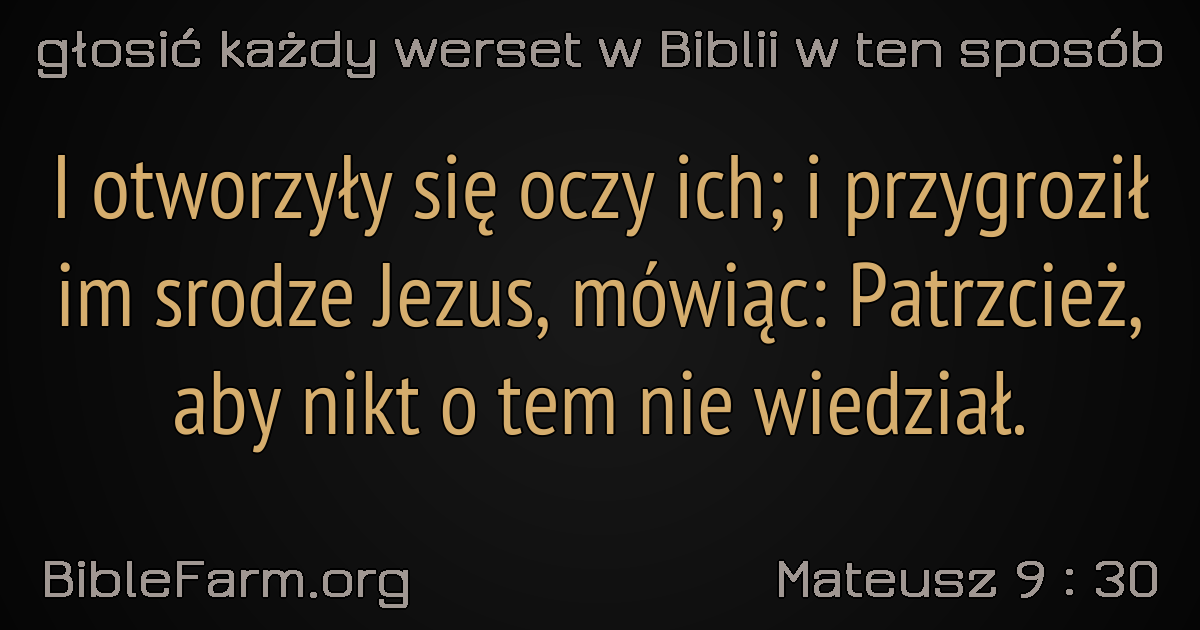 głosić każdy werset w Biblii w ten sposób
I otworzyły się oczy ich; i przygroził
im srodze Jezus, mówiąc: Patrzcież,
aby nikt o tem nie wiedział.
BibleFarm.org
Mateusz 9 : 30